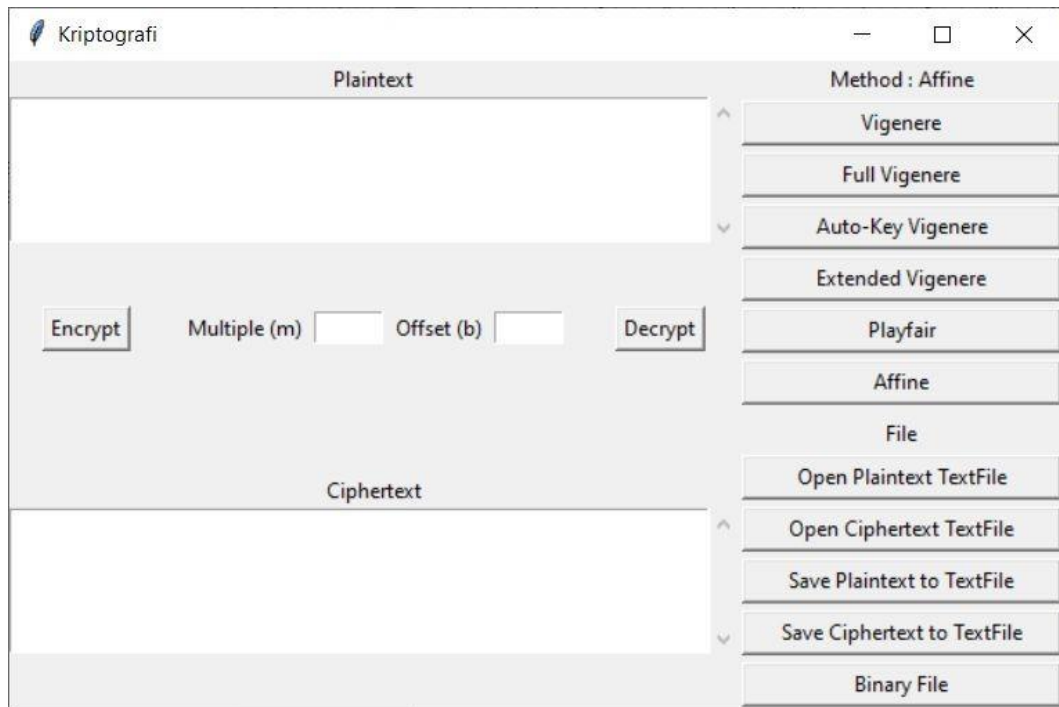 Kriptografi
Plaintext
Encrypt Multiple (m) Offset (b) Decrypt
Ciphertext
Method : Affine
Vigenere
Full Vigenere
Auto-Key Vigenere
Extended Vigenere
Playfair
Affine
File
Open Plaintext TextFile
Open Ciphertext TextFile
Save Plaintext to TextFile
Save Ciphertext to TextFile
Binary File